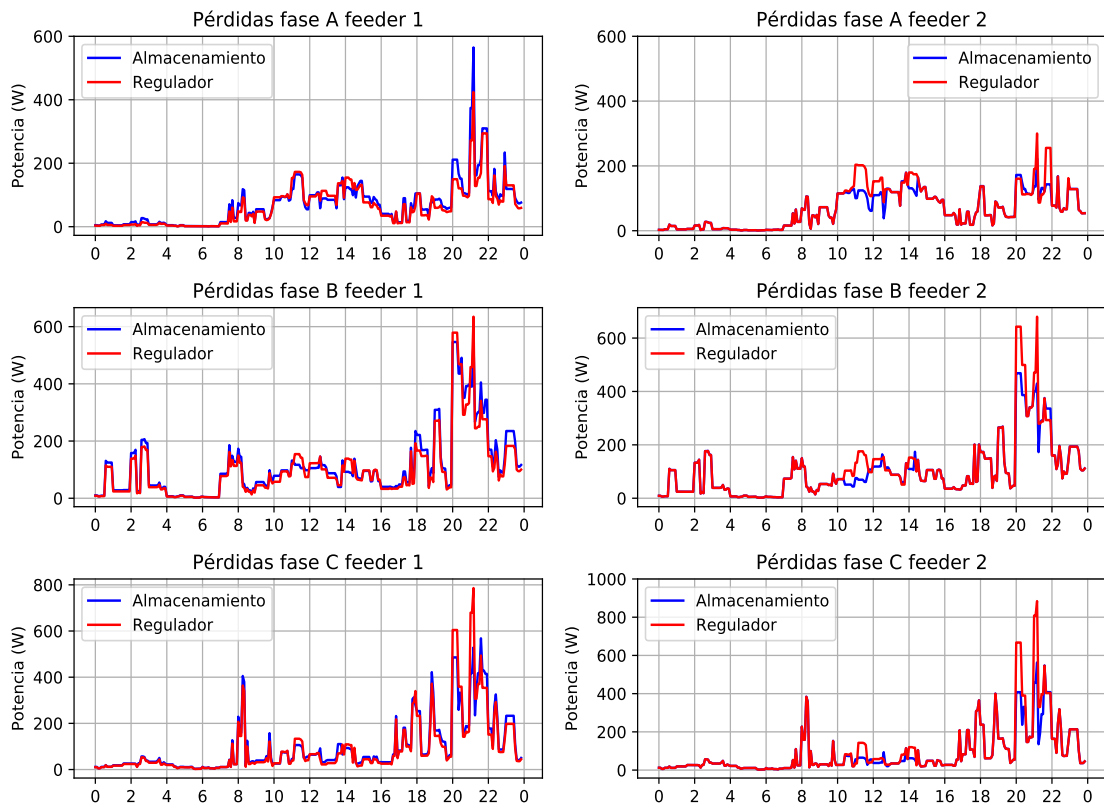 Pérdidas fase A feeder 1
600
400
200
0
Potencia (W)
Almacenamiento
Regulador
0 2 4 6 8 10 12 14 16 18 20 22 0
Pérdidas fase A feeder 2
600
400
200
0
Potencia (W)
Almacenamiento
Regulador
0 2 4 6 8 10 12 14 16 18 20 22 0
Pérdidas fase B feeder 1
600
400
200
0
Potencia (W)
Almacenamiento
Regulador
0 2 4 6 8 10 12 14 16 18 20 22 0
Pérdidas fase B feeder 2
600
400
200
0
Potencia (W)
Almacenamiento
Regulador
0 2 4 6 8 10 12 14 16 18 20 22 0
Pérdidas fase C feeder 1
800
600
400
200
0
Potencia (W)
Almacenamiento
Regulador
0 2 4 6 8 10 12 14 16 18 20 22 0
Pérdidas fase C feeder 2
1000
800
600
400
200
0
Potencia (W)
Almacenamiento
Regulador
0 2 4 6 8 10 12 14 16 18 20 22 0